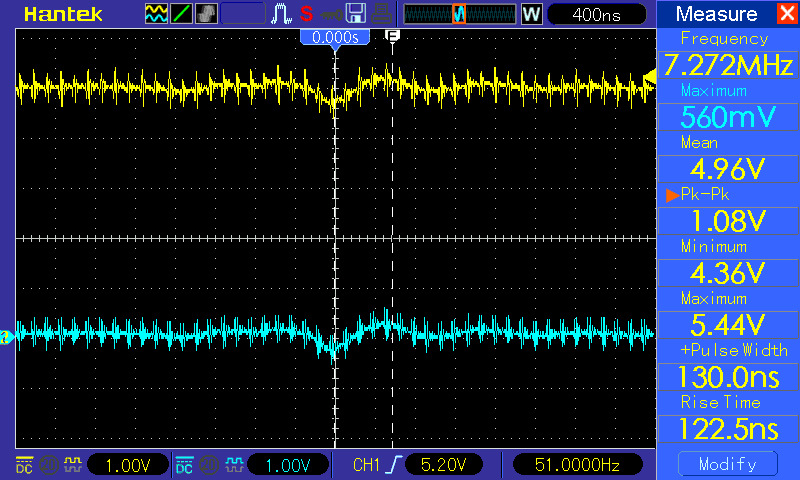 Hantek
S
W
400ns
Measure
0.000s
F
Frequency
7.272MHz
Maximum
560mV
Mean
4.96V
Pk-Pk
1.08V
Minimum
4.36V
Maximum
5.44V
+Pulse Width
130.0ns
Rise Time
122.5ns
2
DC
1.00V
DC
1.00V
CH1
5.20V
51.0000Hz
Modify